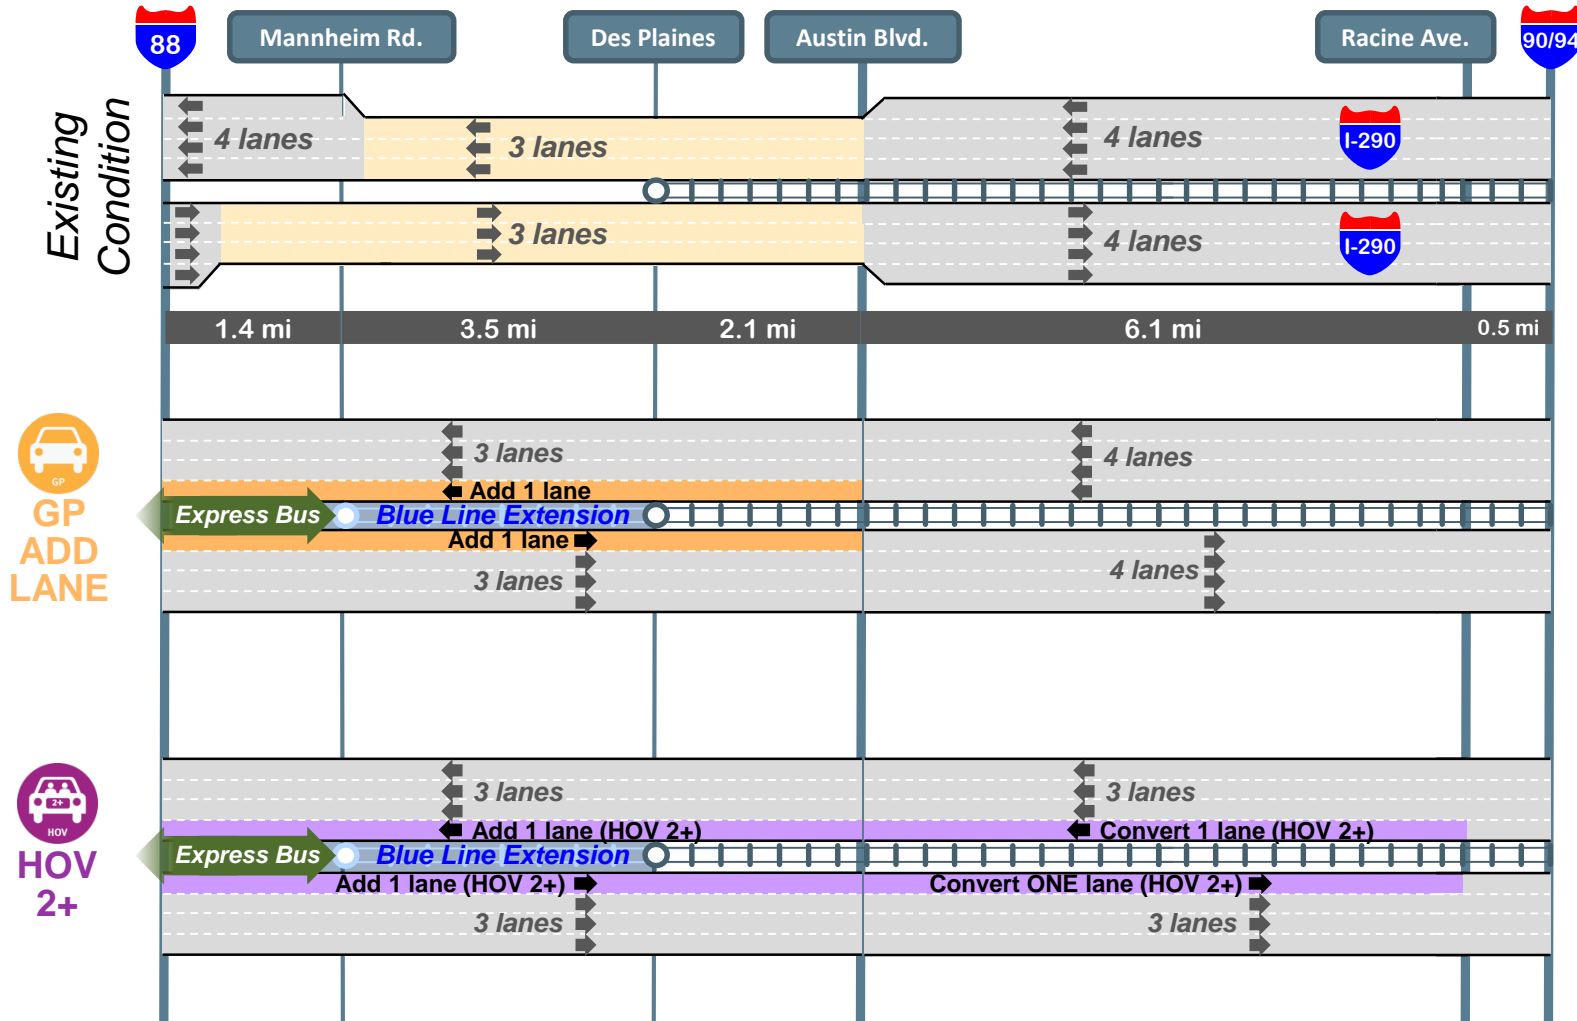 88
Mannheim Rd.
Des Plaines
Austin Blvd.
Racine Ave.
90/94
Existing
Condition
4 lanes
3 lanes
4 lanes
I-290
3 lanes
4 lanes
I-290
1.4 mi
3.5 mi
2.1 mi
6.1 mi
0.5 mi
GP
GP
ADD
LANE
3 lanes
4 lanes
Add 1 lane
Express Bus
Blue Line Extension
Add 1 lane
3 lanes
4 lanes
2+
HOV
HOV
2+
3 lanes
3 lanes
Add 1 lane (HOV 2+)
Convert 1 lane (HOV 2+)
Express Bus
Blue Line Extension
Add 1 lane (HOV 2+)
Convert ONE lane (HOV 2+)
3 lanes
3 lanes